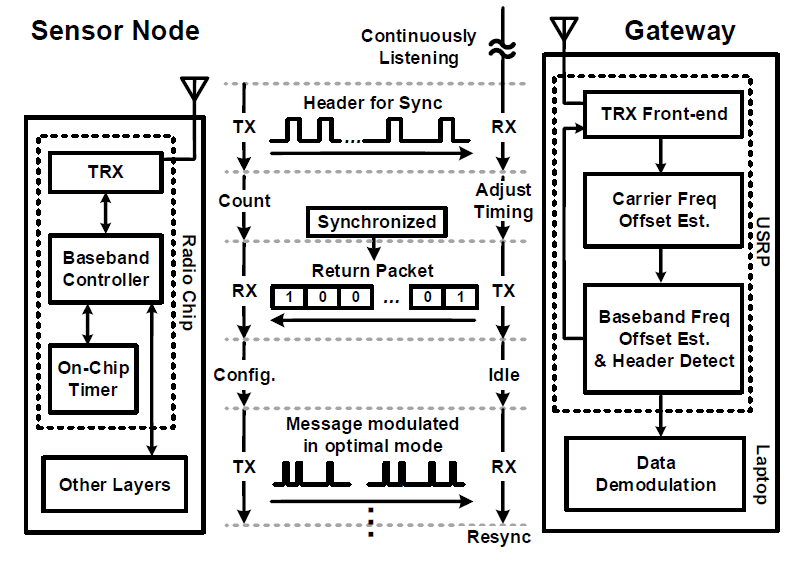 Sensor Node
Continuously
Listening
Gateway
Header for Sync
TX
RX
...
TRX
Baseband
Controller
On-Chip
Timer
Radio Chip
Other Layers
Count
Adjust
Timing
Synchronized
Return Packet
RX
1 0 0 ... 0 1
TX
Config.
Idle
Message modulated
in optimal mode
TX
RX
Resync
TRX Front-end
Carrier Freq
Offset Est.
Baseband Freq
Offset Est.
& Header Detect
USRP
Data
Demodulation
Laptop